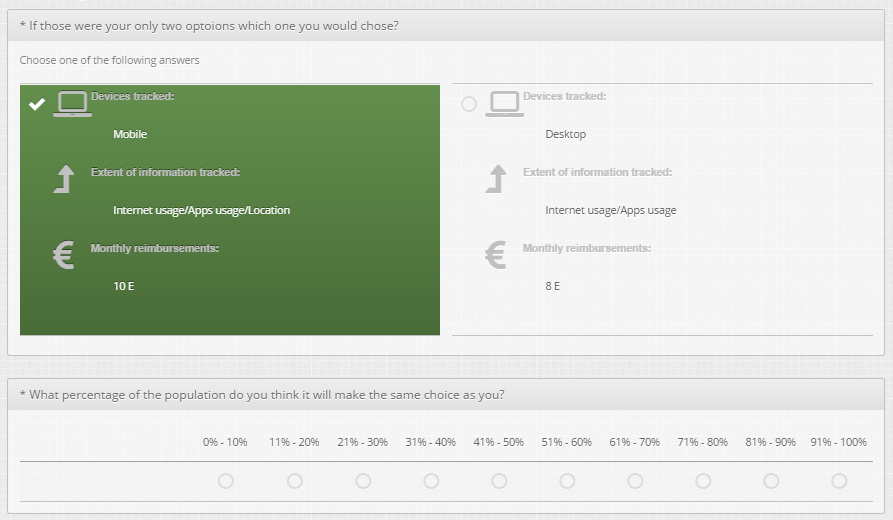 * If those were your only two optoions which one you would chose?
Choose one of the following answers
Devices tracked:
Mobile
Extent of information tracked:
Internet usage/Apps usage/Location
Monthly reimbursements:
10 E
Devices tracked:
Desktop
Extent of information tracked:
Internet usage/Apps usage
Monthly reimbursements:
8 E
* What percentage of the population do you think it will make the same choice as you?
0% - 10% 11% - 20% 21% - 30% 31% - 40% 41% - 50% 51% - 60% 61% - 70% 71% - 80% 81% - 90% 91% - 100%